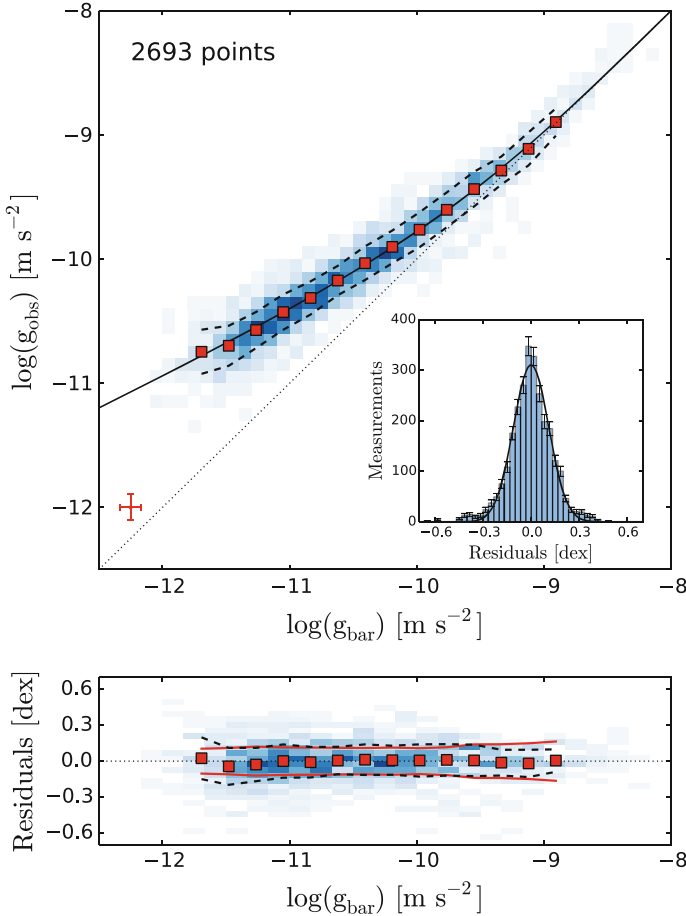 2693 points
−8
−9
−10
−11
−12
log(g_obs) [m s⁻²]
400
300
200
100
0
Measurements
−0.6 −0.3 0.0 0.3 0.6
Residuals [dex]
−12 −11 −10 −9 −8
log(g_bar) [m s⁻²]
0.6
0.3
0.0
−0.3
−0.6
Residuals [dex]
−12 −11 −10 −9 −8
log(g_bar) [m s⁻²]